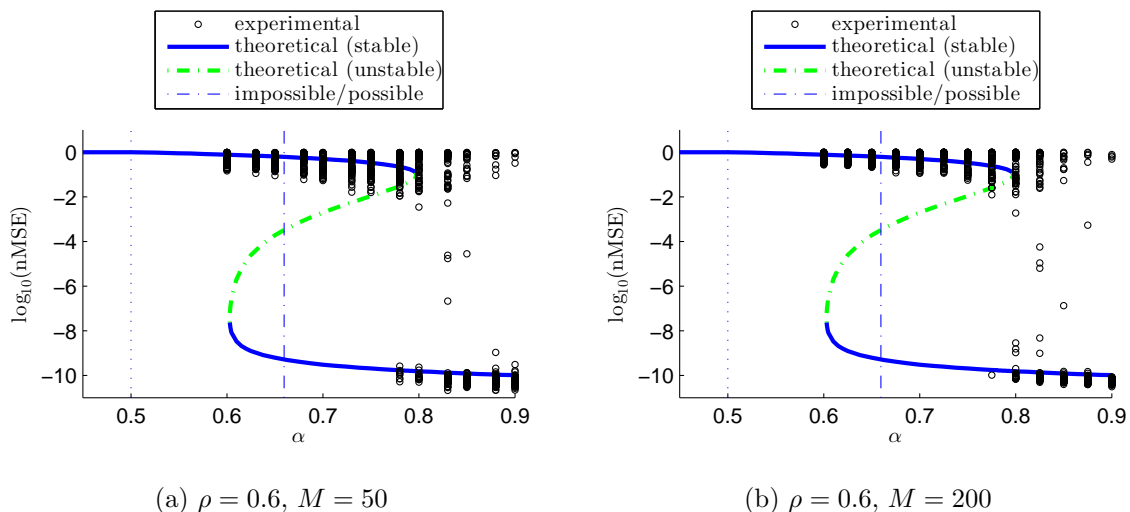 experimental
theoretical (stable)
theoretical (unstable)
impossible/possible
0
−2
−4
−6
−8
−10
log10(nMSE)
0.5 0.6 0.7 0.8 0.9
α
(a) ρ = 0.6, M = 50
experimental
theoretical (stable)
theoretical (unstable)
impossible/possible
0
−2
−4
−6
−8
−10
log10(nMSE)
0.5 0.6 0.7 0.8 0.9
α
(b) ρ = 0.6, M = 200